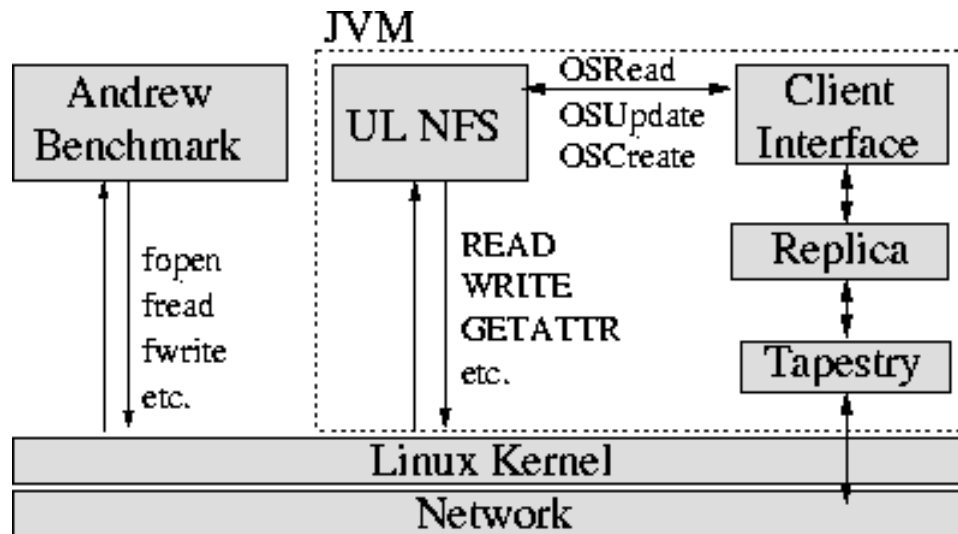 JVM
Andrew
Benchmark
UL NFS
OSRead
OSUpdate
OSCreate
Client
Interface
fopen
fread
fwrite
etc.
READ
WRITE
GETATTR
etc.
Replica
Tapestry
Linux Kernel
Network